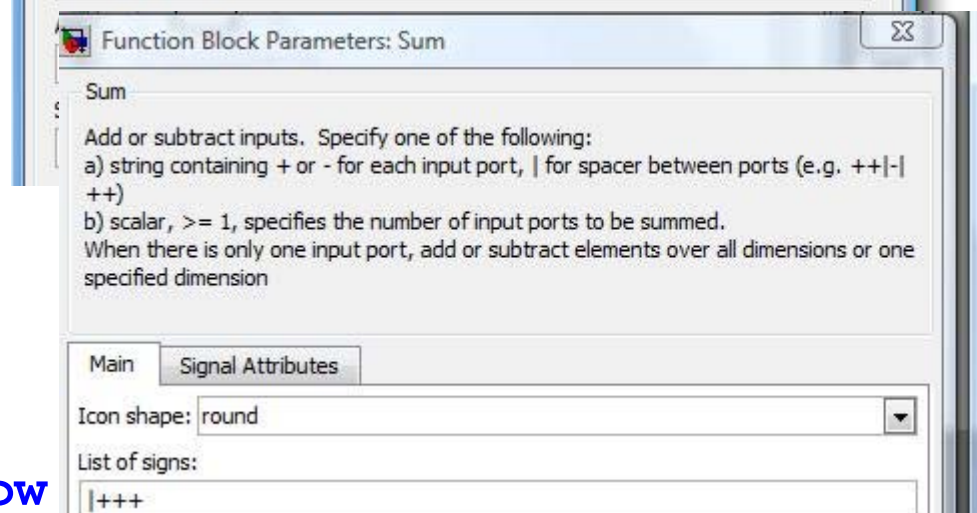 Function Block Parameters: Sum
Sum
Add or subtract inputs. Specify one of the following:
a) string containing + or - for each input port, | for spacer between ports (e.g. ++|-|
++)
b) scalar, >= 1, specifies the number of input ports to be summed.
When there is only one input port, add or subtract elements over all dimensions or one
specified dimension
Main Signal Attributes
Icon shape: round
List of signs:
|+++
ow